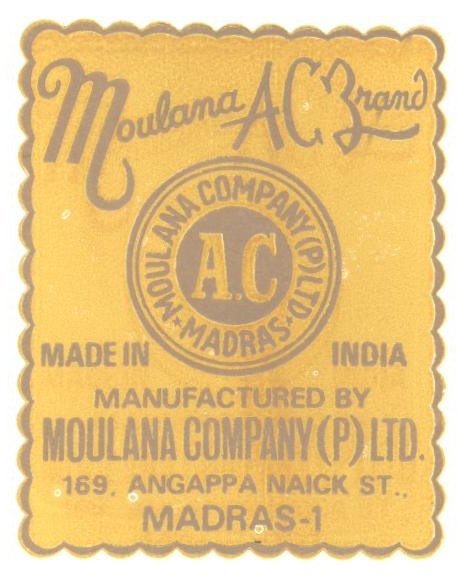 Moulana A C Brand
MOULANA COMPANY (P) LTD
A.C
★ MADRAS ★
MADE IN INDIA
MANUFACTURED BY
MOULANA COMPANY (P) LTD.
169, ANGAPPA NAICK ST.,
MADRAS-1